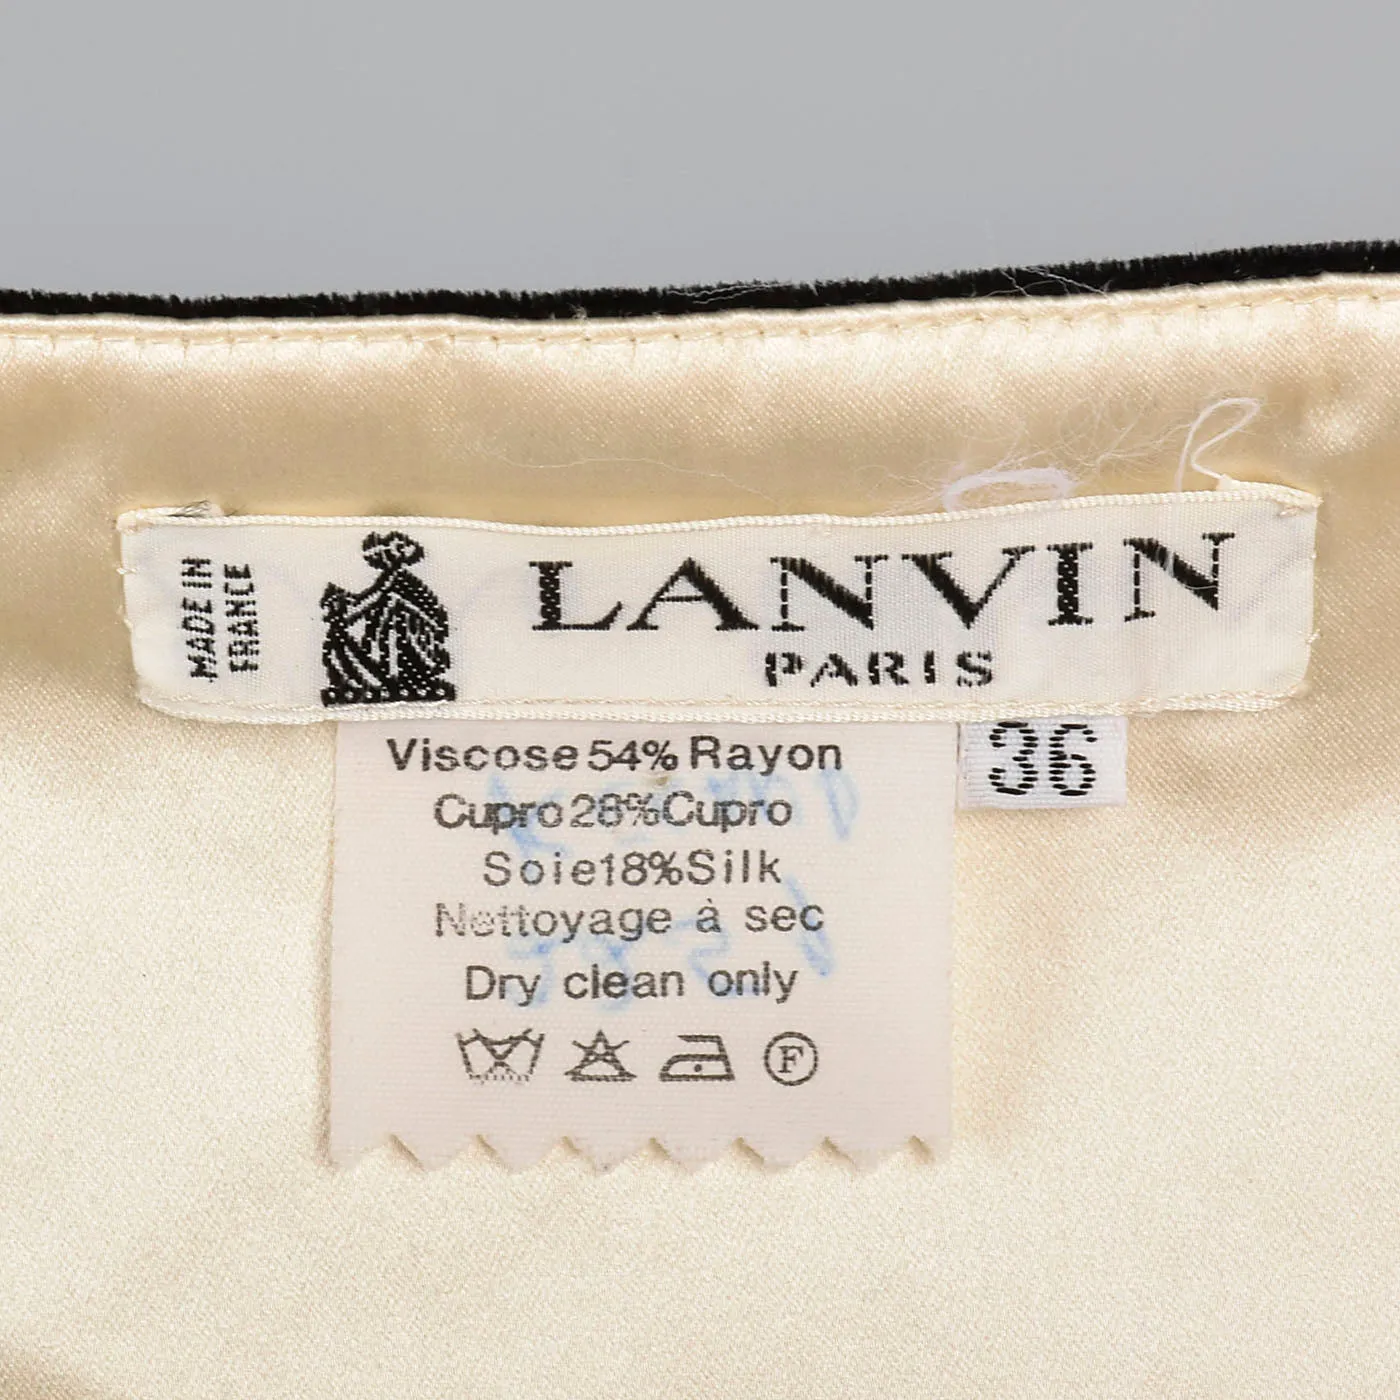 MADE IN
FRANCE
LANVIN
PARIS
36
Viscose 54% Rayon
Cupro 28% Cupro
Soie 18% Silk
Nettoyage à sec
Dry clean only
F